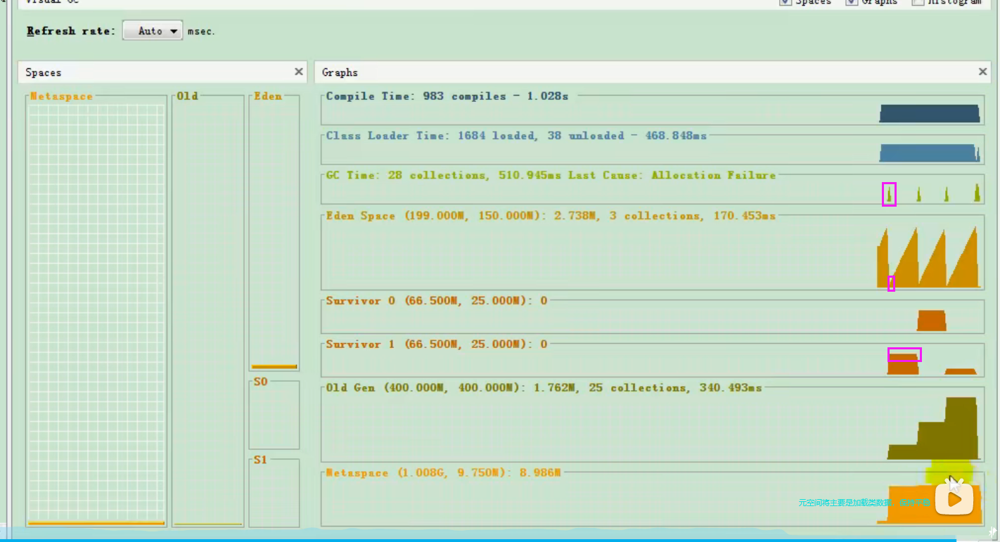 Visual GC
Spaces Graphs Histogram
Refresh rate: Auto msec.
Spaces
Graphs
Metaspace
Old
Eden
S0
S1
Compile Time: 983 compiles - 1.028s
Class Loader Time: 1684 loaded, 38 unloaded - 468.848ms
GC Time: 28 collections, 510.945ms Last Cause: Allocation Failure
Eden Space (199.000M, 150.000M): 2.738M, 3 collections, 170.453ms
Survivor 0 (66.500M, 25.000M): 0
Survivor 1 (66.500M, 25.000M): 0
Old Gen (400.000M, 400.000M): 1.762M, 25 collections, 340.493ms
Metaspace (1.008G, 9.750M): 8.986M
元空间将主要是加载类数据,